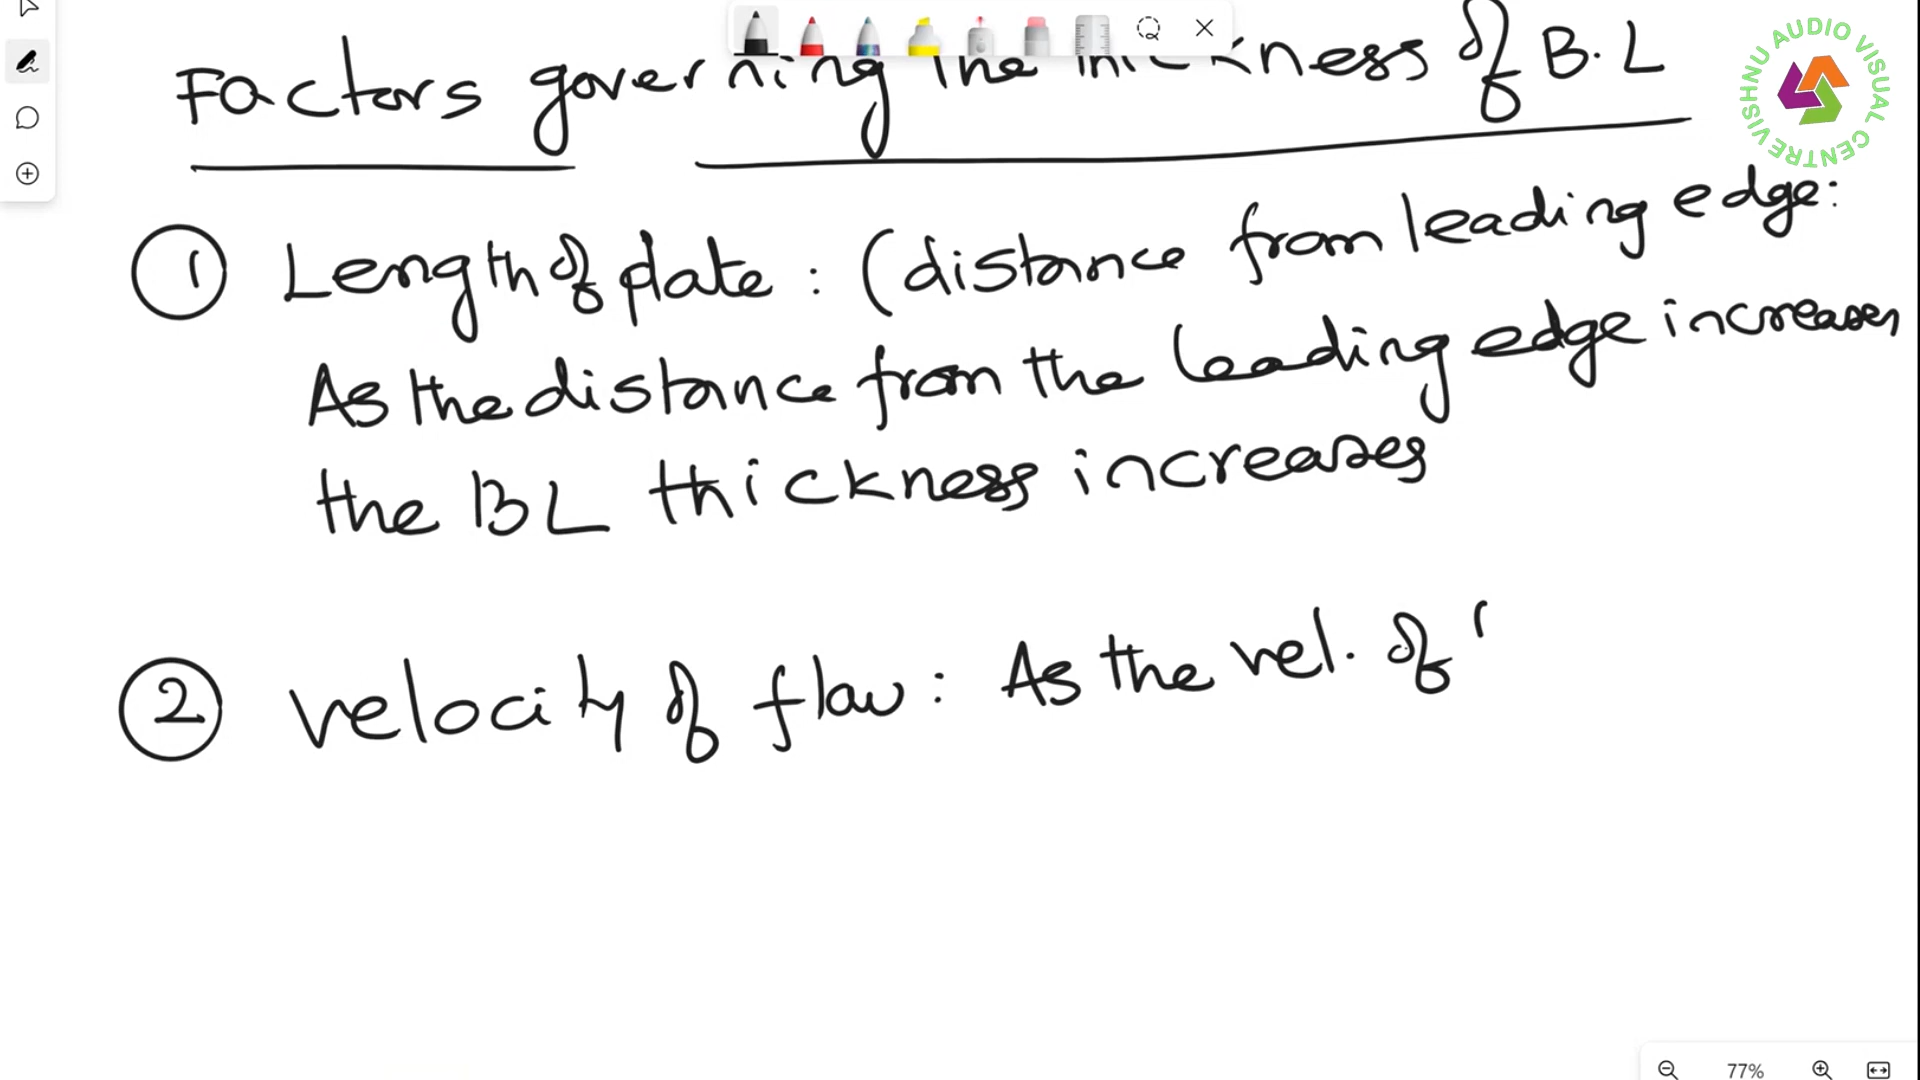 Factors governing the thickness of B.L
① Length of plate : (distance from leading edge:
As the distance from the leading edge increases
the BL thickness increases
② velocity of flow : As the vel. of
VISHNU AUDIO VISUAL CENTRE
77%